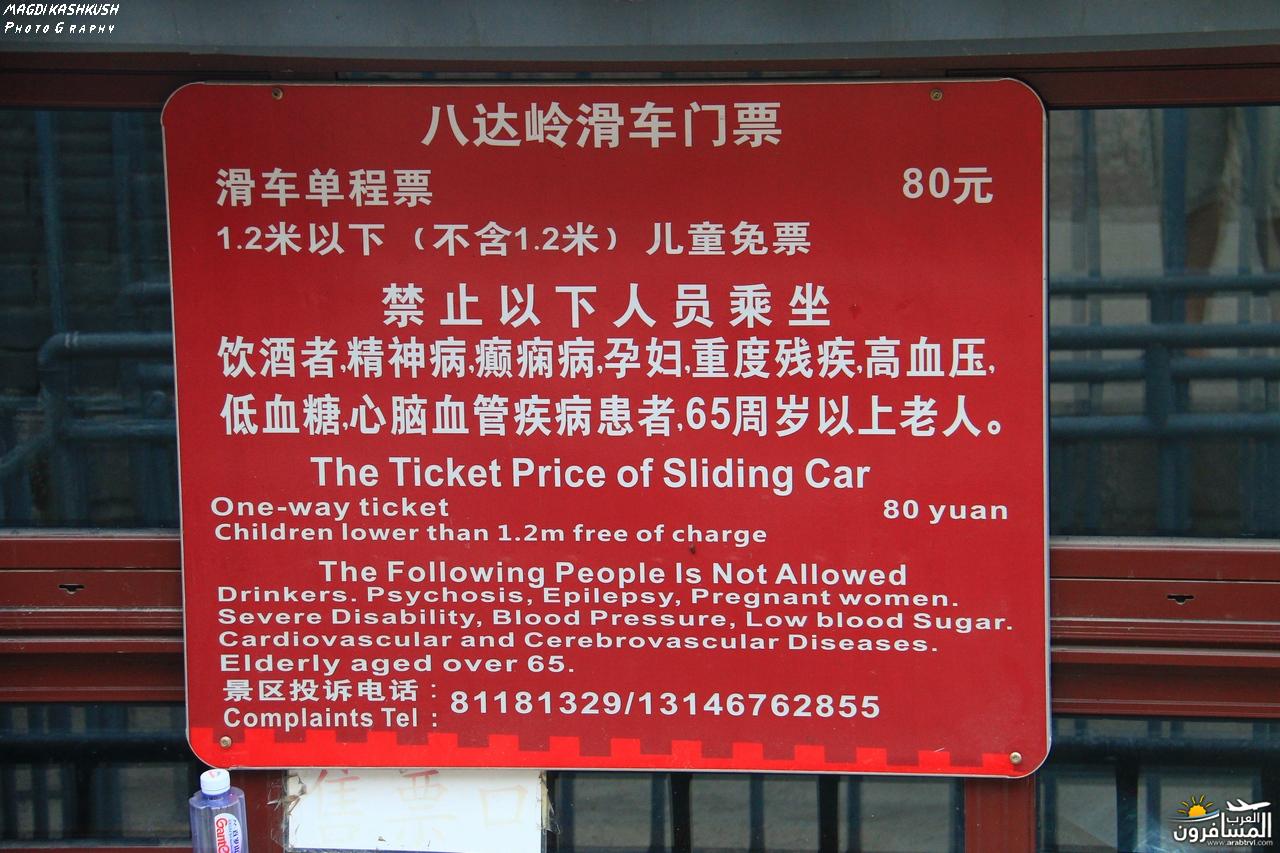 MAGDI KASHKUSH
PHOTOGRAPHY
八达岭滑车门票
滑车单程票 80元
1.2米以下（不含1.2米）儿童免票
禁止以下人员乘坐
饮酒者,精神病,癫痫病,孕妇,重度残疾,高血压,
低血糖,心脑血管疾病患者,65周岁以上老人。
The Ticket Price of Sliding Car
One-way ticket 80 yuan
Children lower than 1.2m free of charge
The Following People Is Not Allowed
Drinkers. Psychosis, Epilepsy, Pregnant women.
Severe Disability, Blood Pressure, Low blood Sugar.
Cardiovascular and Cerebrovascular Diseases.
Elderly aged over 65.
景区投诉电话：
Complaints Tel : 81181329/13146762855
售票口
العرب
المسافرون
www.arabtrvl.com